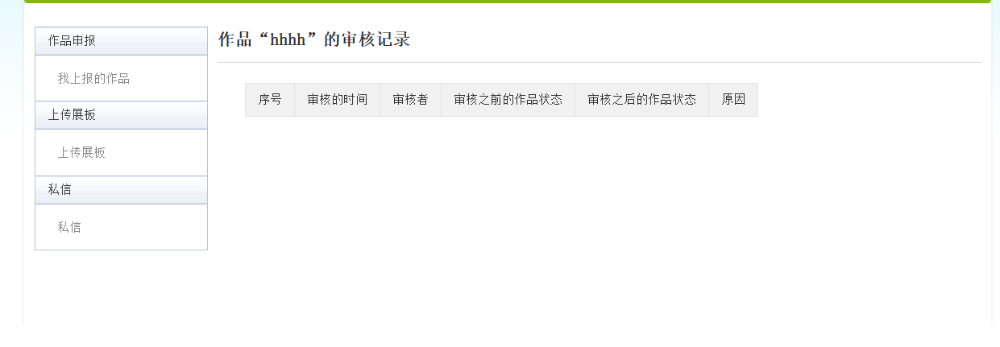 作品申报
我上报的作品
上传展板
上传展板
私信
私信
作品“hhhh”的审核记录
序号 审核的时间 审核者 审核之前的作品状态 审核之后的作品状态 原因